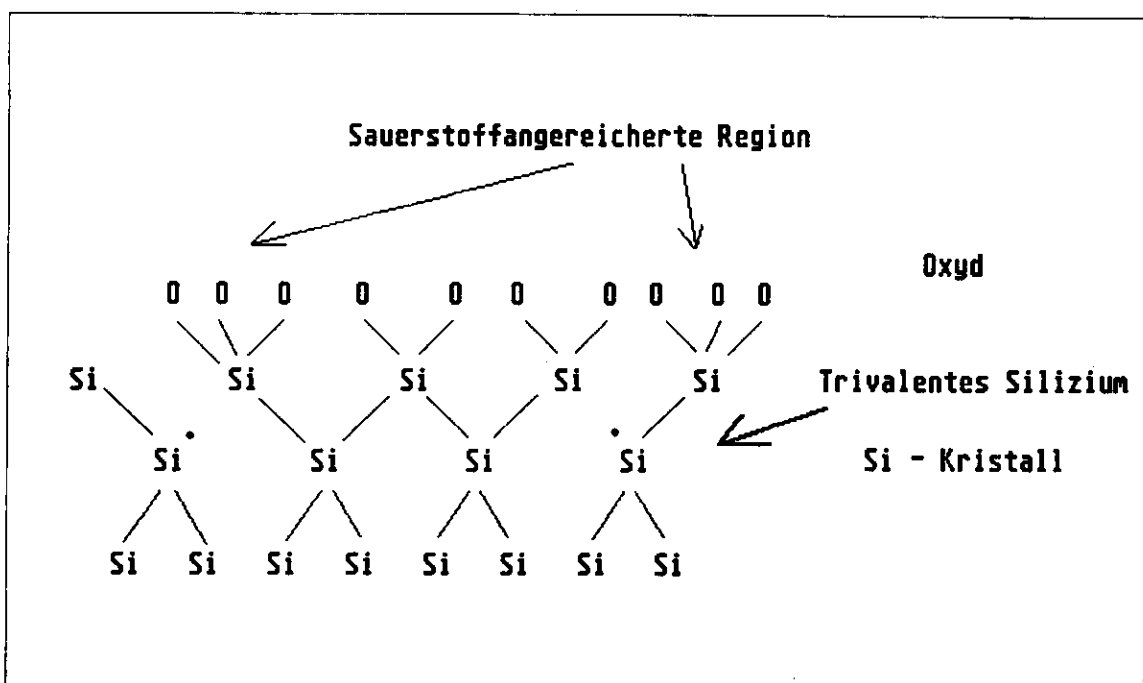 Sauerstoffangereicherte Region
Oxyd
O O O O O O O O O O
Si Si Si Si Si Trivalentes Silizium
Si Si Si Si Si - Kristall
Si Si Si Si Si Si Si Si